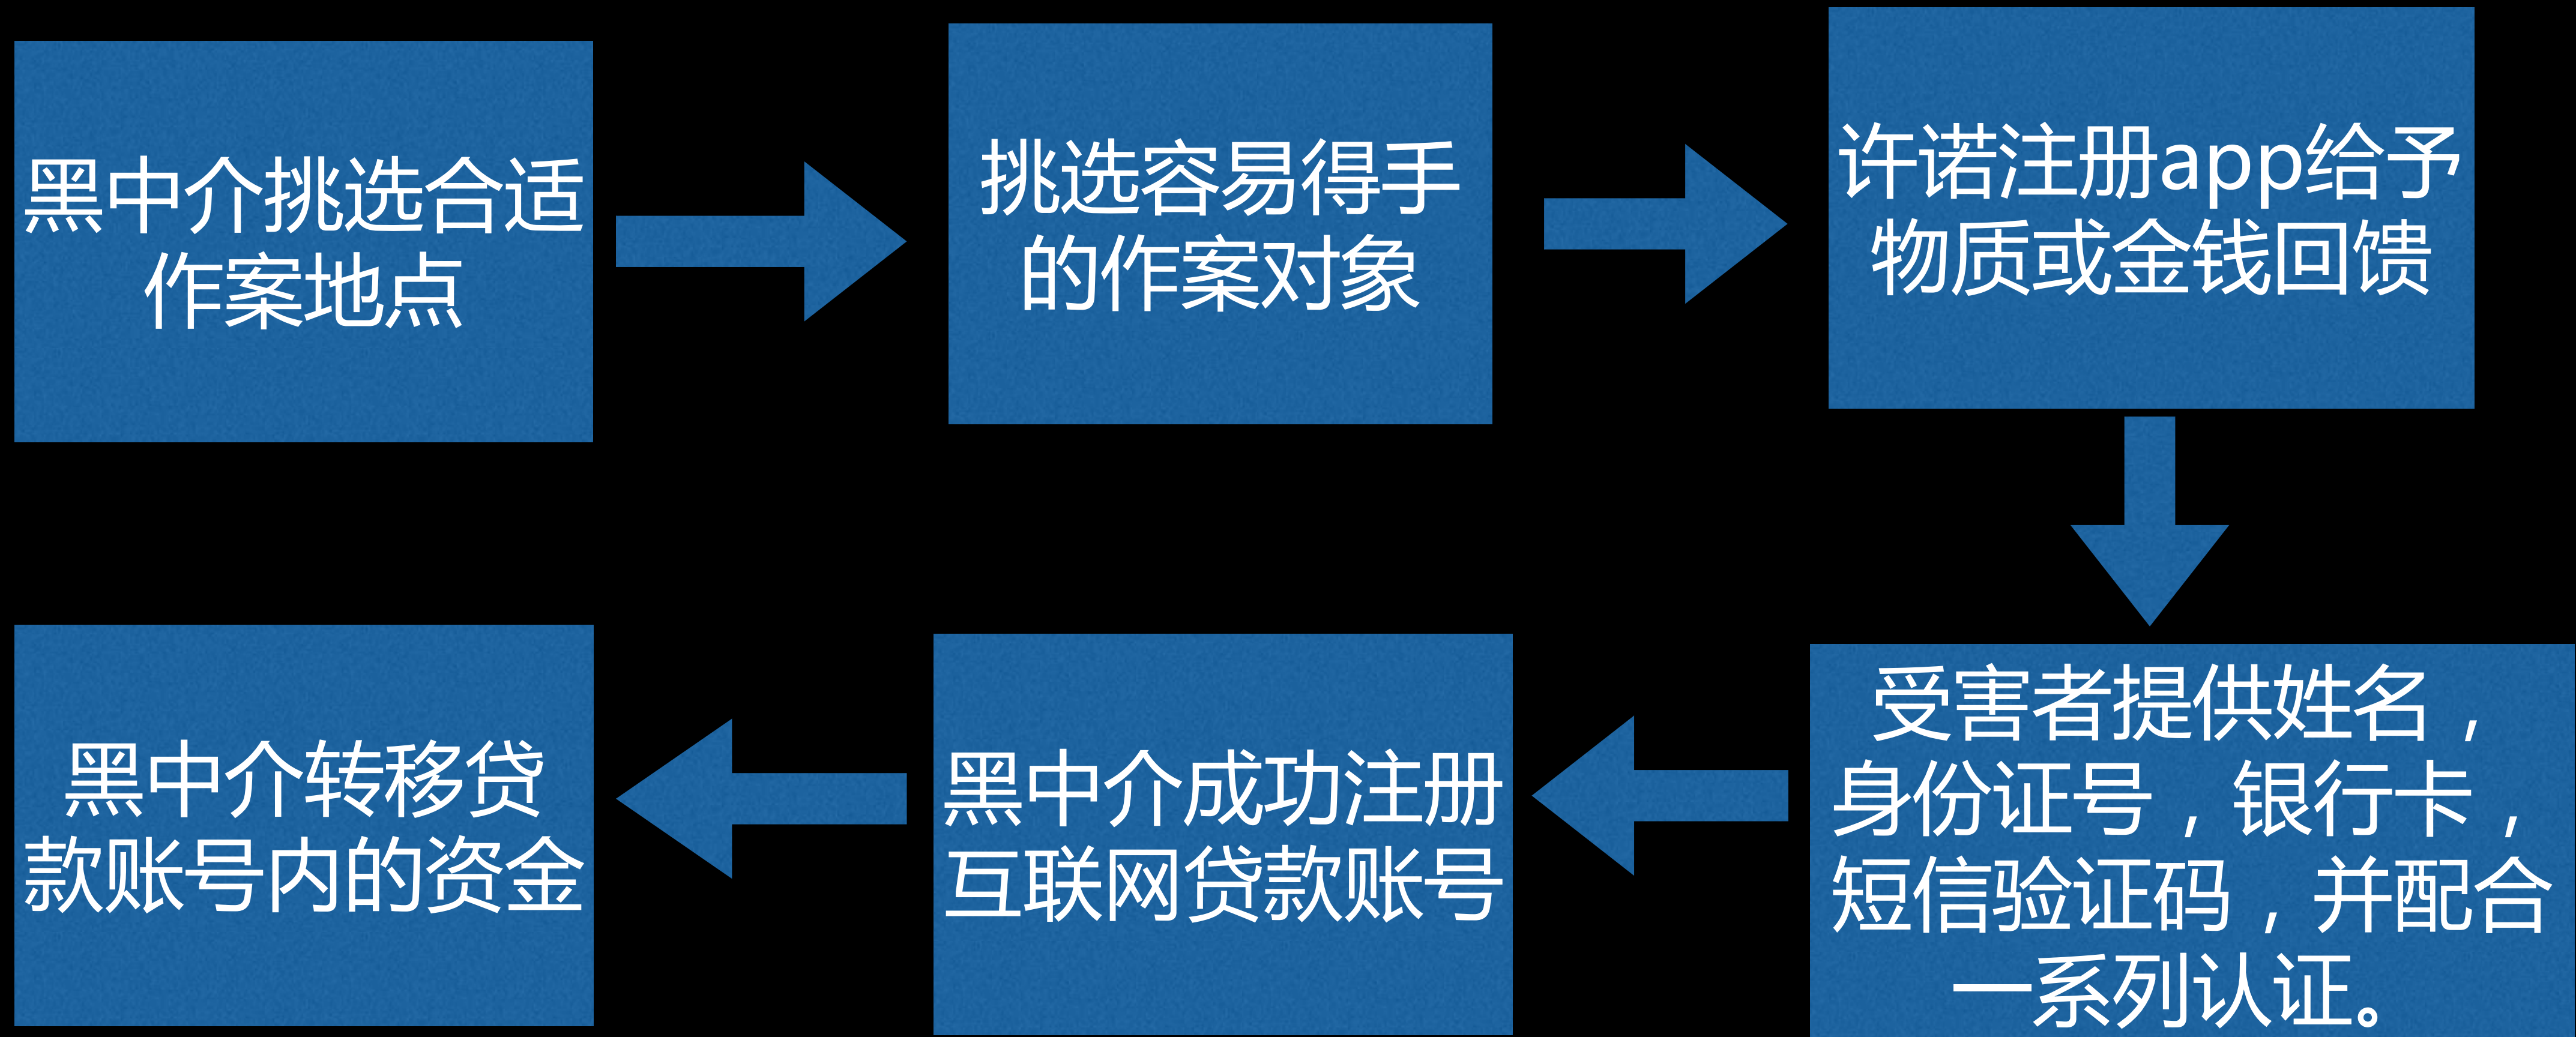 黑中介挑选合适
作案地点
挑选容易得手
的作案对象
许诺注册app给予
物质或金钱回馈
受害者提供姓名，
身份证号，银行卡，
短信验证码，并配合
一系列认证。
黑中介成功注册
互联网贷款账号
黑中介转移贷
款账号内的资金